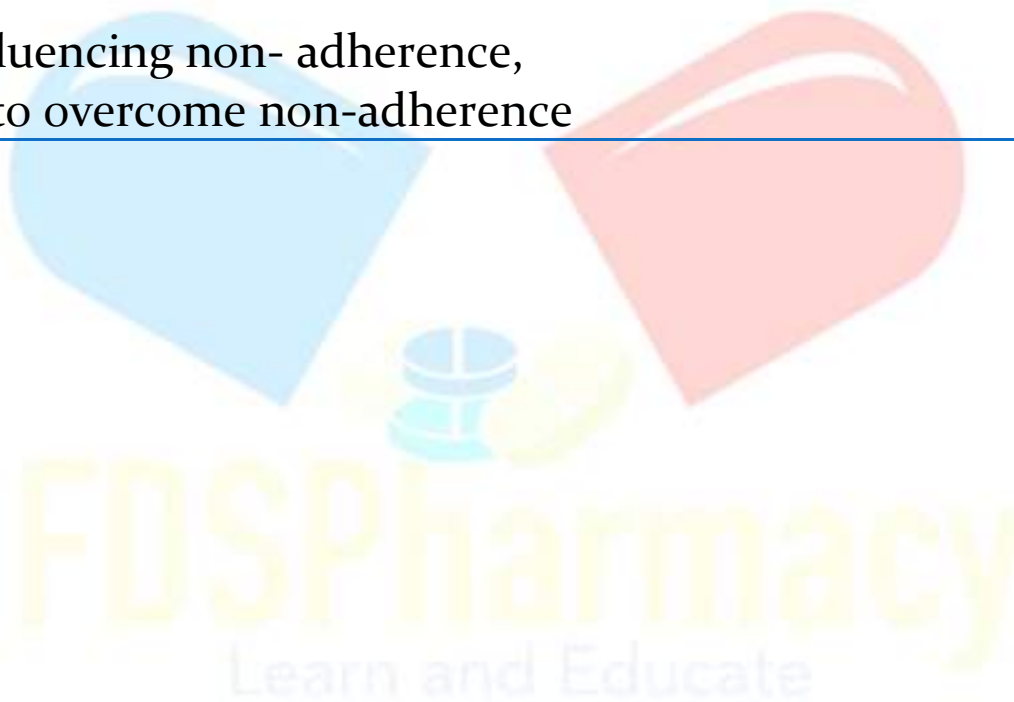 luencing non- adherence,
to overcome non-adherence
FDSPharmacy
Learn and Educate